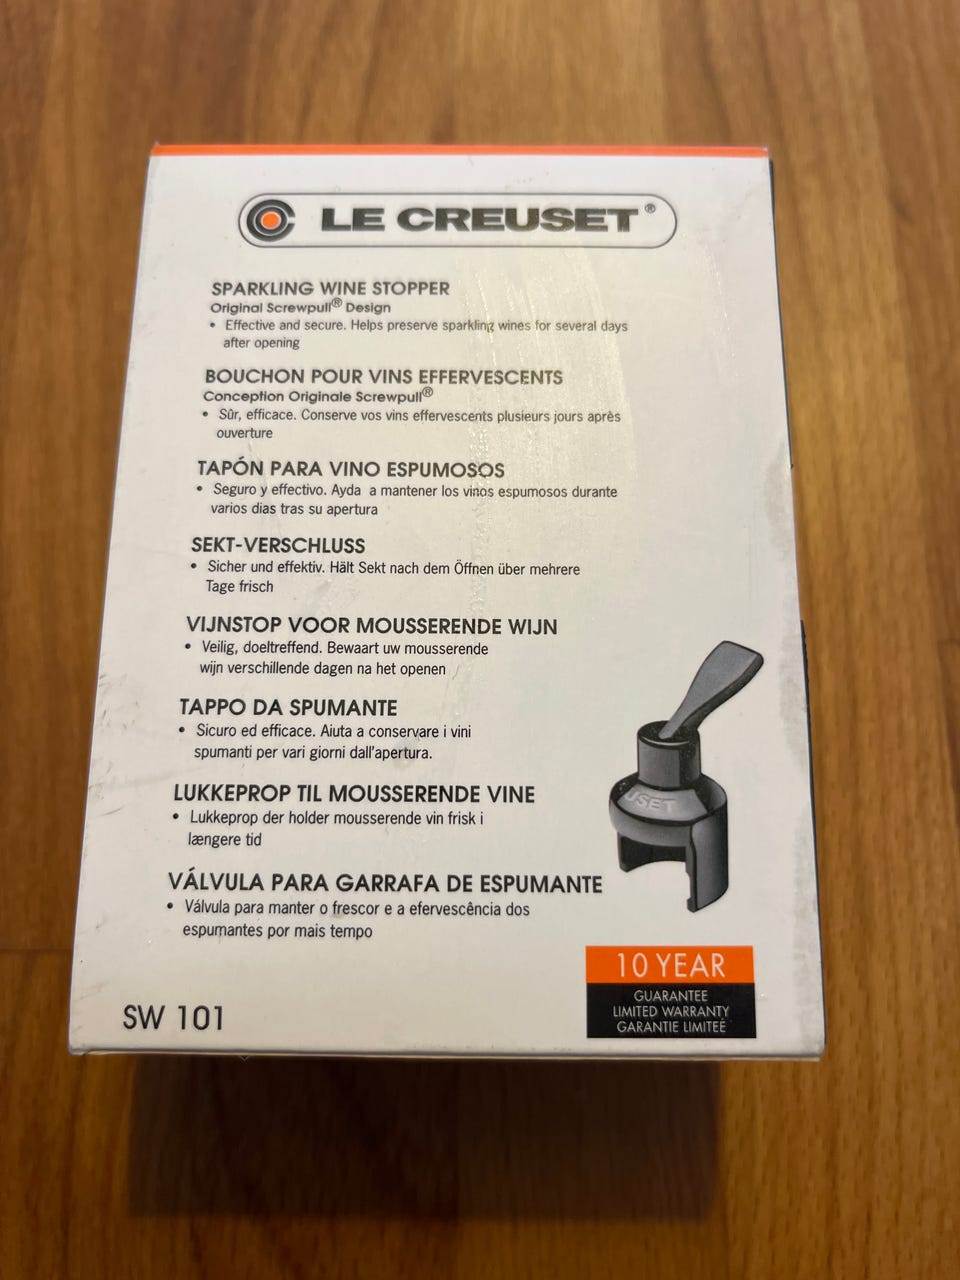 LE CREUSET®
SPARKLING WINE STOPPER
Original Screwpull® Design
• Effective and secure. Helps preserve sparkling wines for several days
after opening
BOUCHON POUR VINS EFFERVESCENTS
Conception Originale Screwpull®
• Sûr, efficace. Conserve vos vins effervescents plusieurs jours après
ouverture
TAPÓN PARA VINO ESPUMOSOS
• Seguro y effectivo. Ayda a mantener los vinos espumosos durante
varios dias tras su apertura
SEKT-VERSCHLUSS
• Sicher und effektiv. Hält Sekt nach dem Öffnen über mehrere
Tage frisch
VIJNSTOP VOOR MOUSSERENDE WIJN
• Veilig, doeltreffend. Bewaart uw mousserende
wijn verschillende dagen na het openen
TAPPO DA SPUMANTE
• Sicuro ed efficace. Aiuta a conservare i vini
spumanti per vari giorni dall'apertura.
LUKKEPROP TIL MOUSSERENDE VINE
• Lukkeprop der holder mousserende vin frisk i
længere tid
USET
VÁLVULA PARA GARRAFA DE ESPUMANTE
• Válvula para manter o frescor e a efervescência dos
espumantes por mais tempo
10 YEAR
GUARANTEE
LIMITED WARRANTY
GARANTIE LIMITEÉ
SW 101